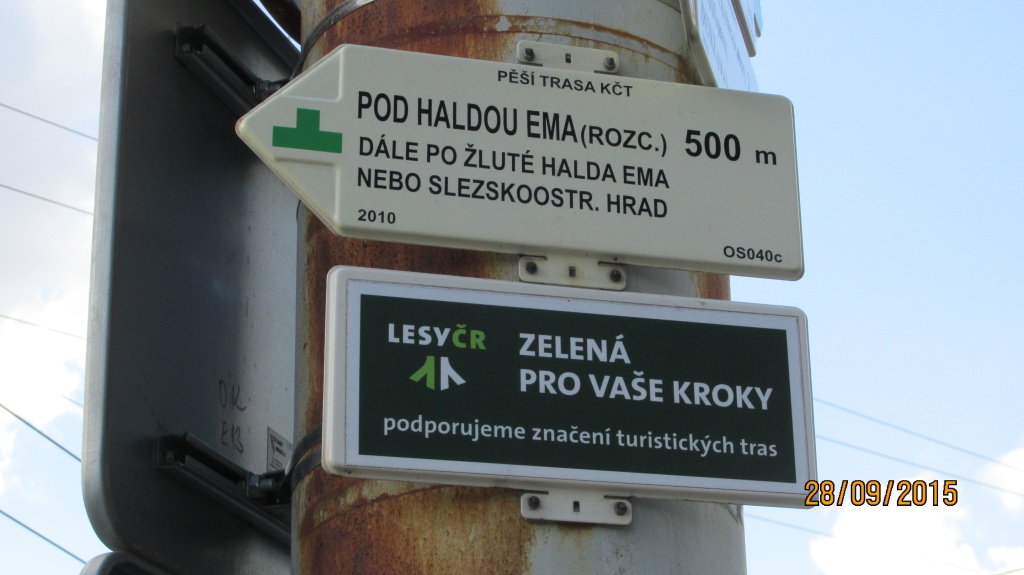 PĚŠÍ TRASA KČT
POD HALDOU EMA (ROZC.) 500 m
DÁLE PO ŽLUTÉ HALDA EMA
NEBO SLEZSKOOSTR. HRAD
2010
OS040c
LESYČR
ZELENÁ
PRO VAŠE KROKY
podporujeme značení turistických tras
28/09/2015